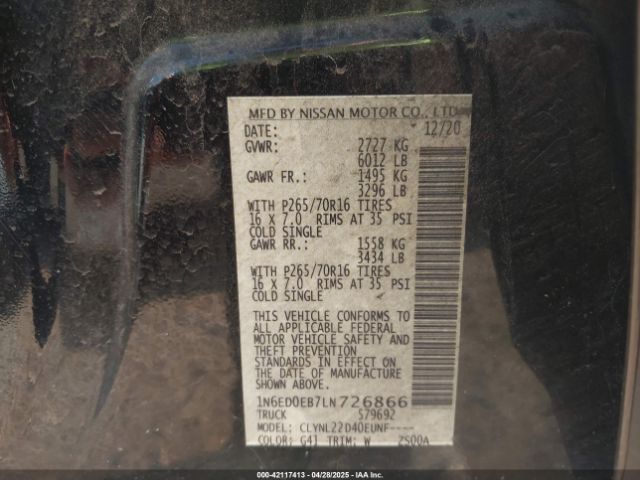 MFD BY NISSAN MOTOR CO., LTD
DATE: 12/20
GVWR: 2727 KG
6012 LB
GAWR FR.: 1495 KG
3296 LB
WITH P265/70R16 TIRES
16 X 7.0 RIMS AT 35 PSI
COLD SINGLE
GAWR RR.: 1558 KG
3434 LB
WITH P265/70R16 TIRES
16 X 7.0 RIMS AT 35 PSI
COLD SINGLE
THIS VEHICLE CONFORMS TO
ALL APPLICABLE FEDERAL
MOTOR VEHICLE SAFETY AND
THEFT PREVENTION
STANDARDS IN EFFECT ON
THE DATE OF MANUFACTURE
SHOWN ABOVE.
1N6ED0EB7LN726866
TRUCK S79692
MODEL: CLYNL22D40EUNF----
COLOR: G41 TRIM: W ZS00A
000-42117413 - 04/28/2025 - WWW.IAAI.COM